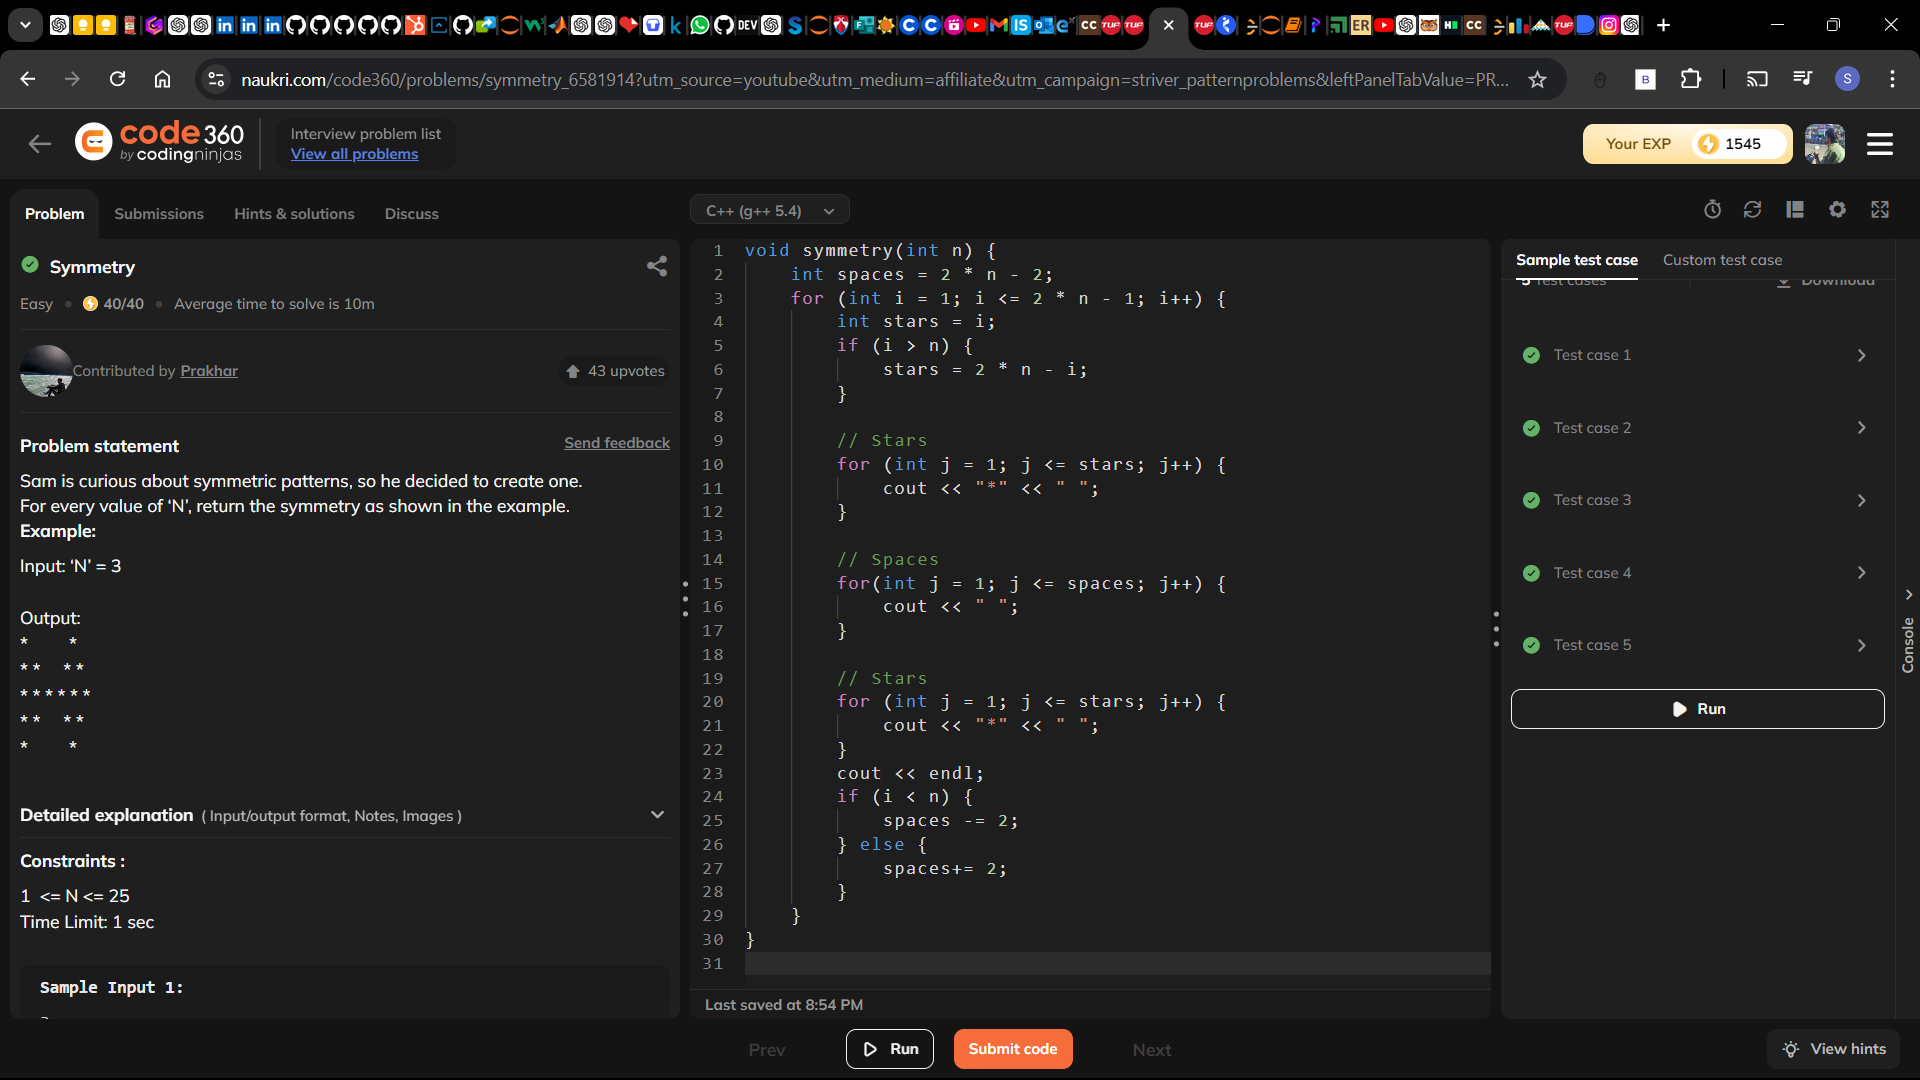 naukri.com/code360/problems/symmetry_6581914?utm_source=youtube&utm_medium=affiliate&utm_campaign=striver_patternproblems&leftPanelTabValue=PR...
code 360
by codingninjas
Interview problem list
View all problems
Your EXP 1545
Problem
Submissions
Hints & solutions
Discuss
Symmetry
Easy • 40/40 • Average time to solve is 10m
Contributed by Prakhar
43 upvotes
Problem statement
Send feedback
Sam is curious about symmetric patterns, so he decided to create one.
For every value of ‘N’, return the symmetry as shown in the example.
Example:
Input: ‘N’ = 3
Output:
*      *
* *   * *
* * * * * *
* *   * *
*      *
Detailed explanation ( Input/output format, Notes, Images )
Constraints :
1 <= N <= 25
Time Limit: 1 sec
Sample Input 1:
C++ (g++ 5.4)
1 void symmetry(int n) {
2     int spaces = 2 * n - 2;
3     for (int i = 1; i <= 2 * n - 1; i++) {
4         int stars = i;
5         if (i > n) {
6             stars = 2 * n - i;
7         }
8
9         // Stars
10         for (int j = 1; j <= stars; j++) {
11             cout << "*" << " ";
12         }
13
14         // Spaces
15         for(int j = 1; j <= spaces; j++) {
16             cout << " ";
17         }
18
19         // Stars
20         for (int j = 1; j <= stars; j++) {
21             cout << "*" << " ";
22         }
23         cout << endl;
24         if (i < n) {
25             spaces -= 2;
26         } else {
27             spaces+= 2;
28         }
29     }
30 }
31
Last saved at 8:54 PM
Sample test case
Custom test case
5 Test cases
Download
Test case 1
Test case 2
Test case 3
Test case 4
Test case 5
Run
Console
Prev
Run
Submit code
Next
View hints